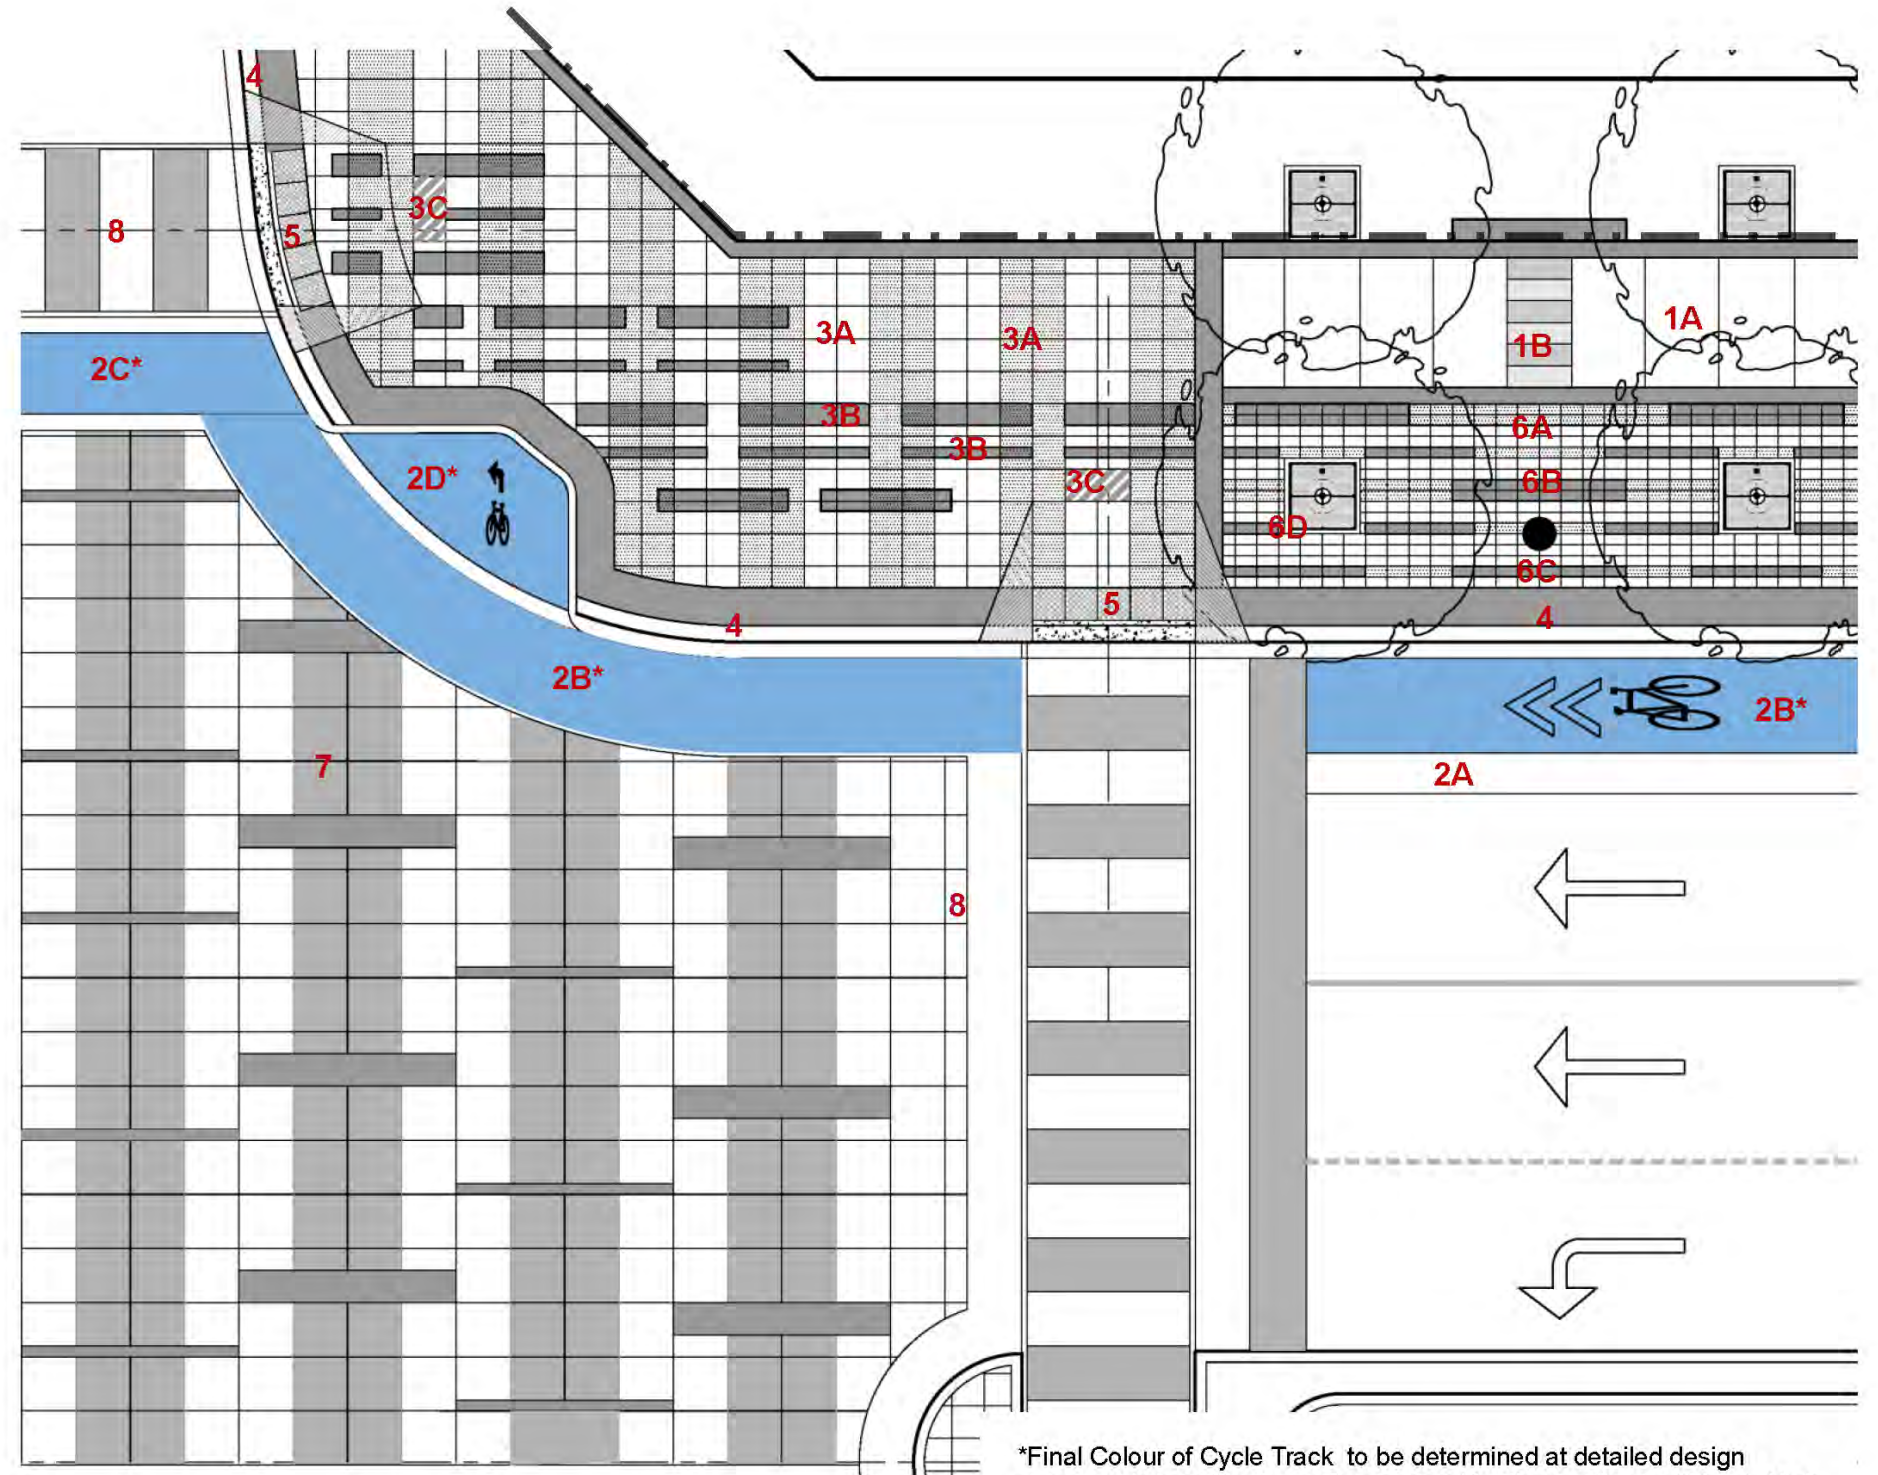 4
8
3C
5
2C*
3A
3A
1A
1B
3B
3B
6A
2D*
3C
6B
6D
6C
5
4
4
2B*
2B*
7
2A
8
*Final Colour of Cycle Track to be determined at detailed design